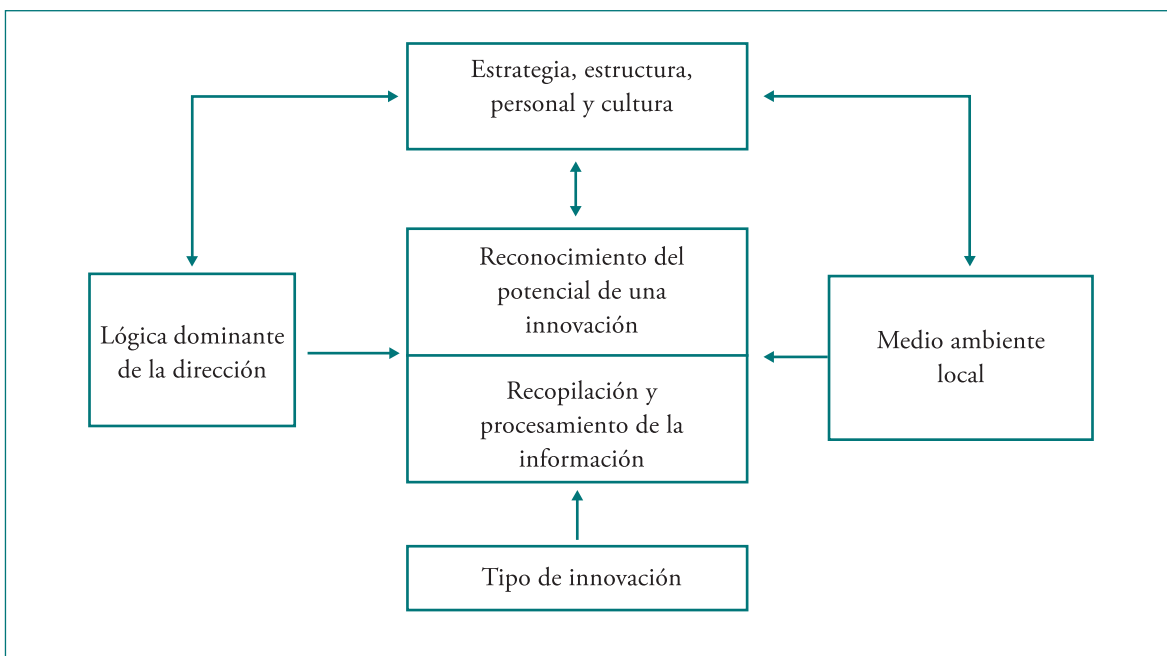 Estrategia, estructura,
personal y cultura
Reconocimiento del
potencial de una
innovación
Lógica dominante
de la dirección
Medio ambiente
local
Recopilación y
procesamiento de la
información
Tipo de innovación